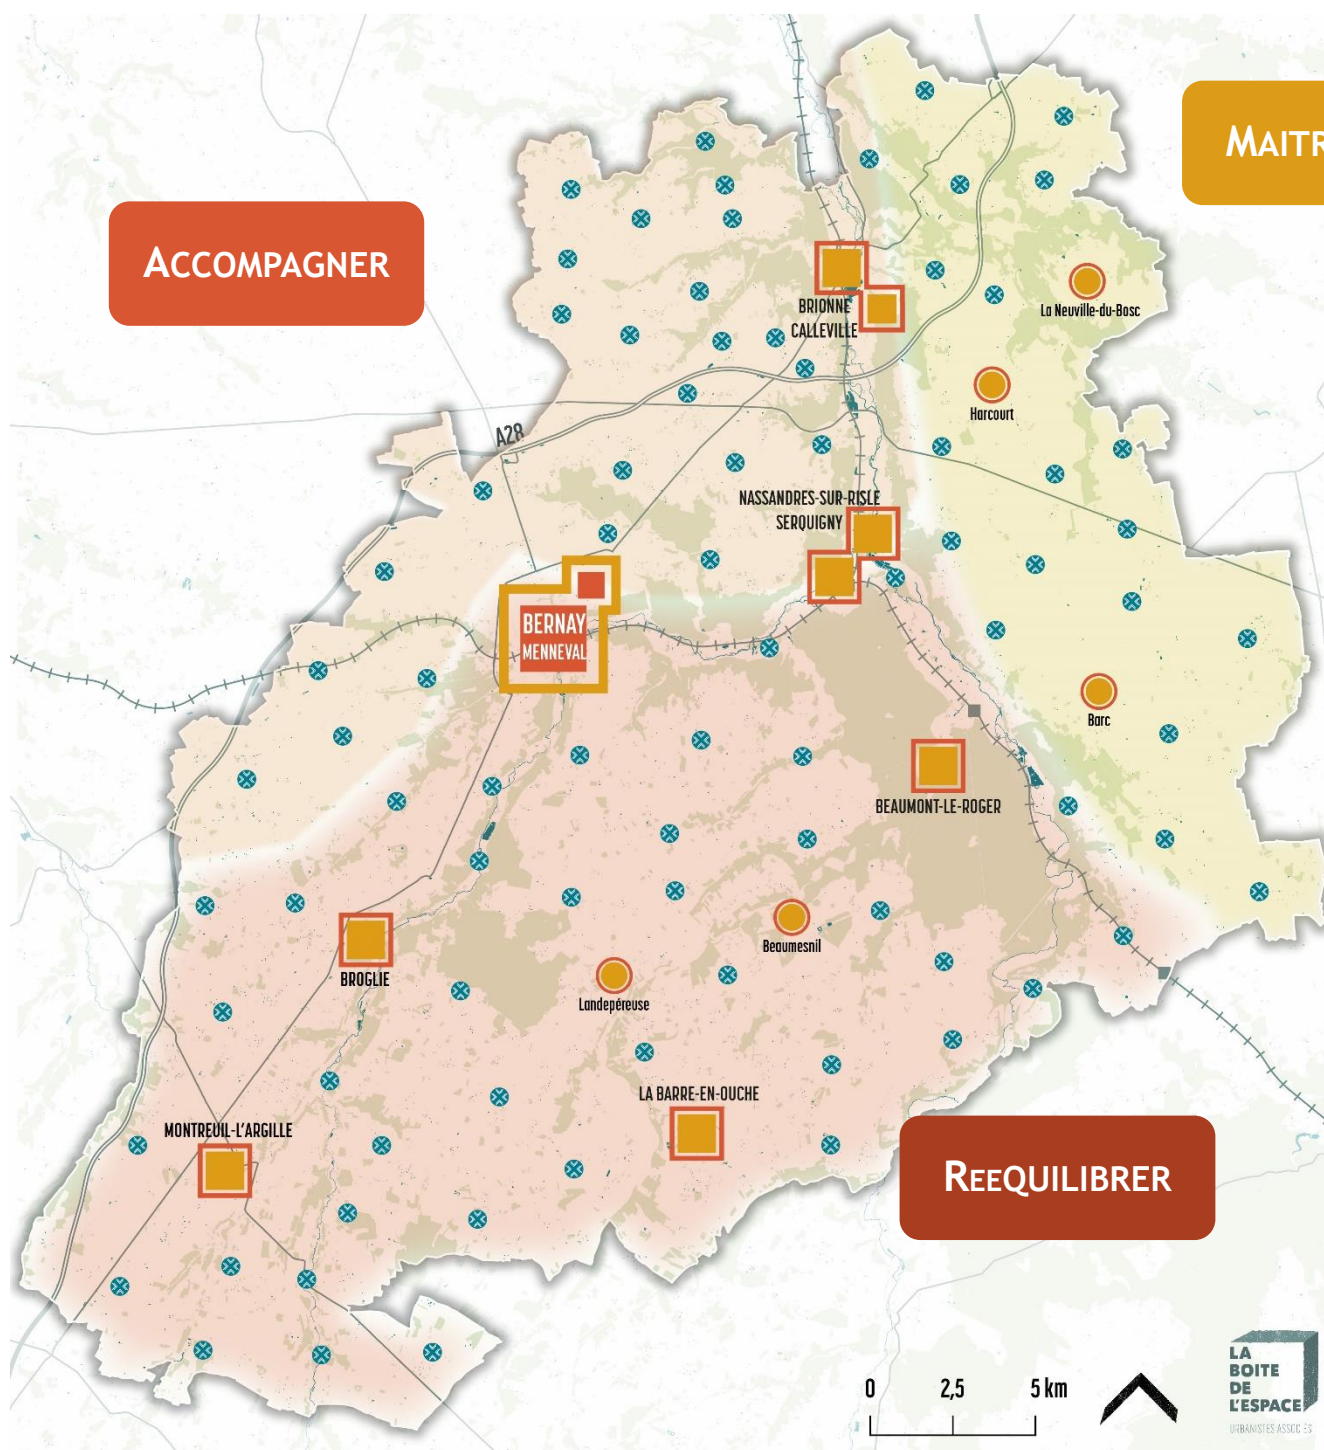 MAITR
ACCOMPAGNER
BRIONNE
CALLEVILLE
La Neuville-du-Bosc
Harcourt
A28
NASSANDRES-SUR-RISLE
SERQUIGNY
BERNAY
MENNEVAL
Barc
BEAUMONT-LE-ROGER
Beaumesnil
BROGLIE
Landepéreuse
LA BARRE-EN-OUCHE
MONTREUIL-L'ARGILLE
REEQUILIBRER
0 2,5 5 km
LA
BOITE
DE
L'ESPACE
URBANISTES ASSOCIÉS